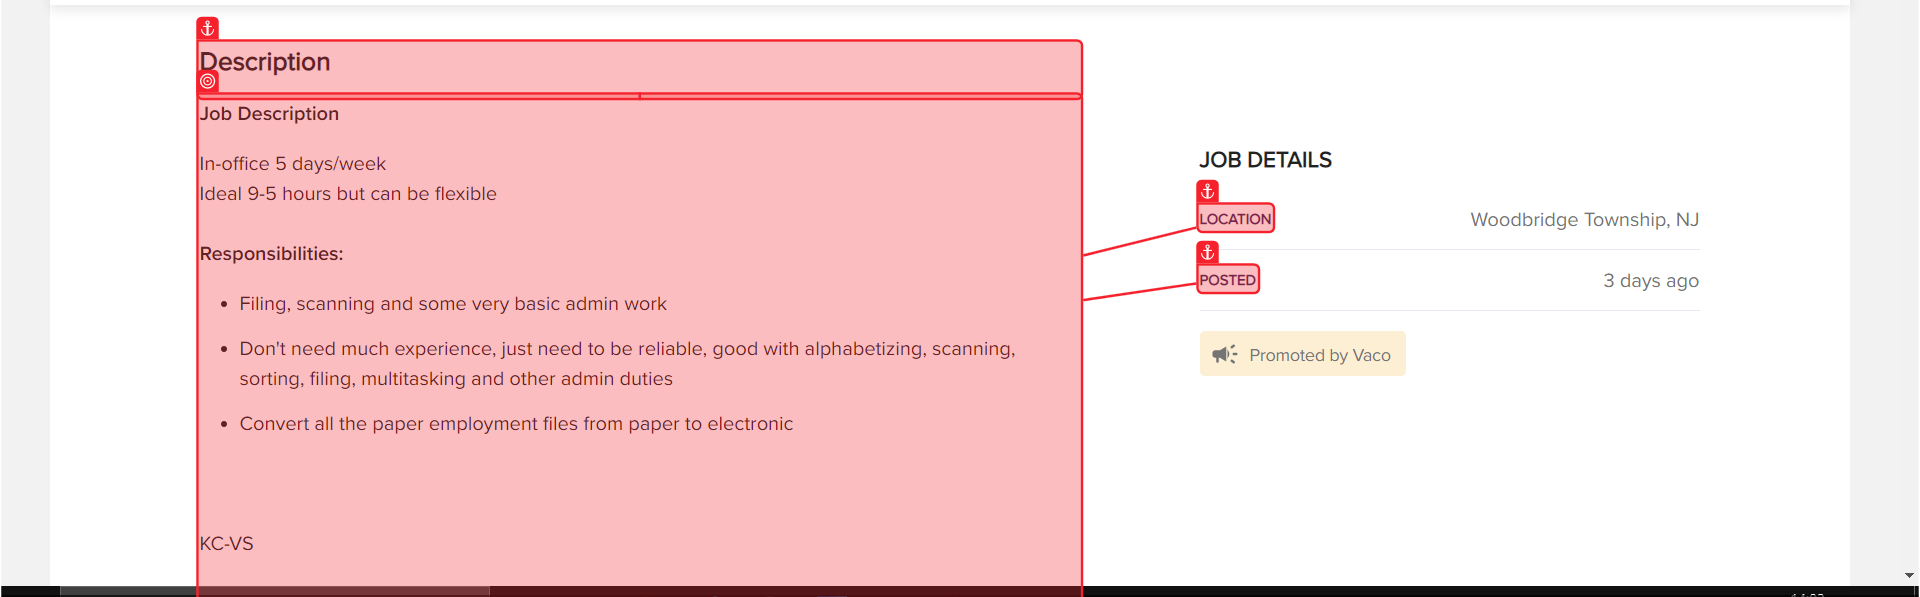 Description
Job Description
In-office 5 days/week
Ideal 9-5 hours but can be flexible
Responsibilities:
• Filing, scanning and some very basic admin work
• Don't need much experience, just need to be reliable, good with alphabetizing, scanning,
sorting, filing, multitasking and other admin duties
• Convert all the paper employment files from paper to electronic
KC-VS
JOB DETAILS
LOCATION Woodbridge Township, NJ
POSTED 3 days ago
Promoted by Vaco